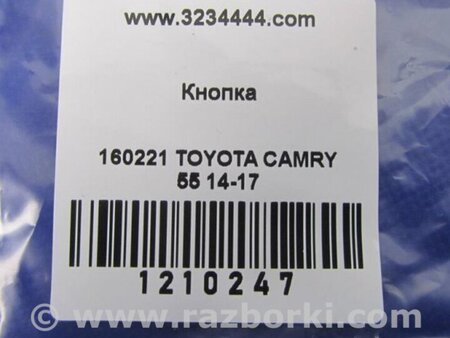 www.3234444.com
Кнопка
160221 TOYOTA CAMRY
55 14-17
1210247
© www.razborki.com